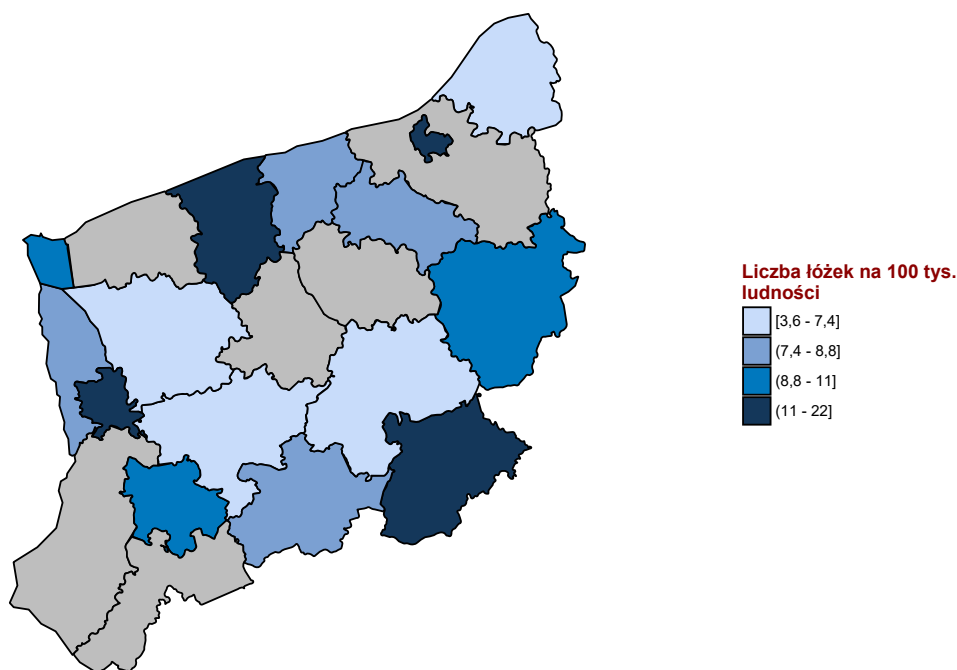 Liczba łóżek na 100 tys.
ludności
[3,6 - 7,4]
(7,4 - 8,8]
(8,8 - 11]
(11 - 22]